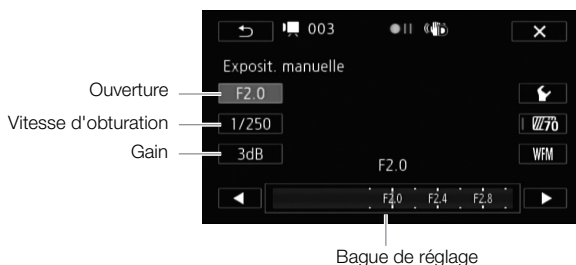 003
Exposit. manuelle
Ouverture
F2.0
Vitesse d'obturation
1/250
70
Gain
3dB
WFM
F2.0
F2.0 F2.4 F2.8
Bague de réglage